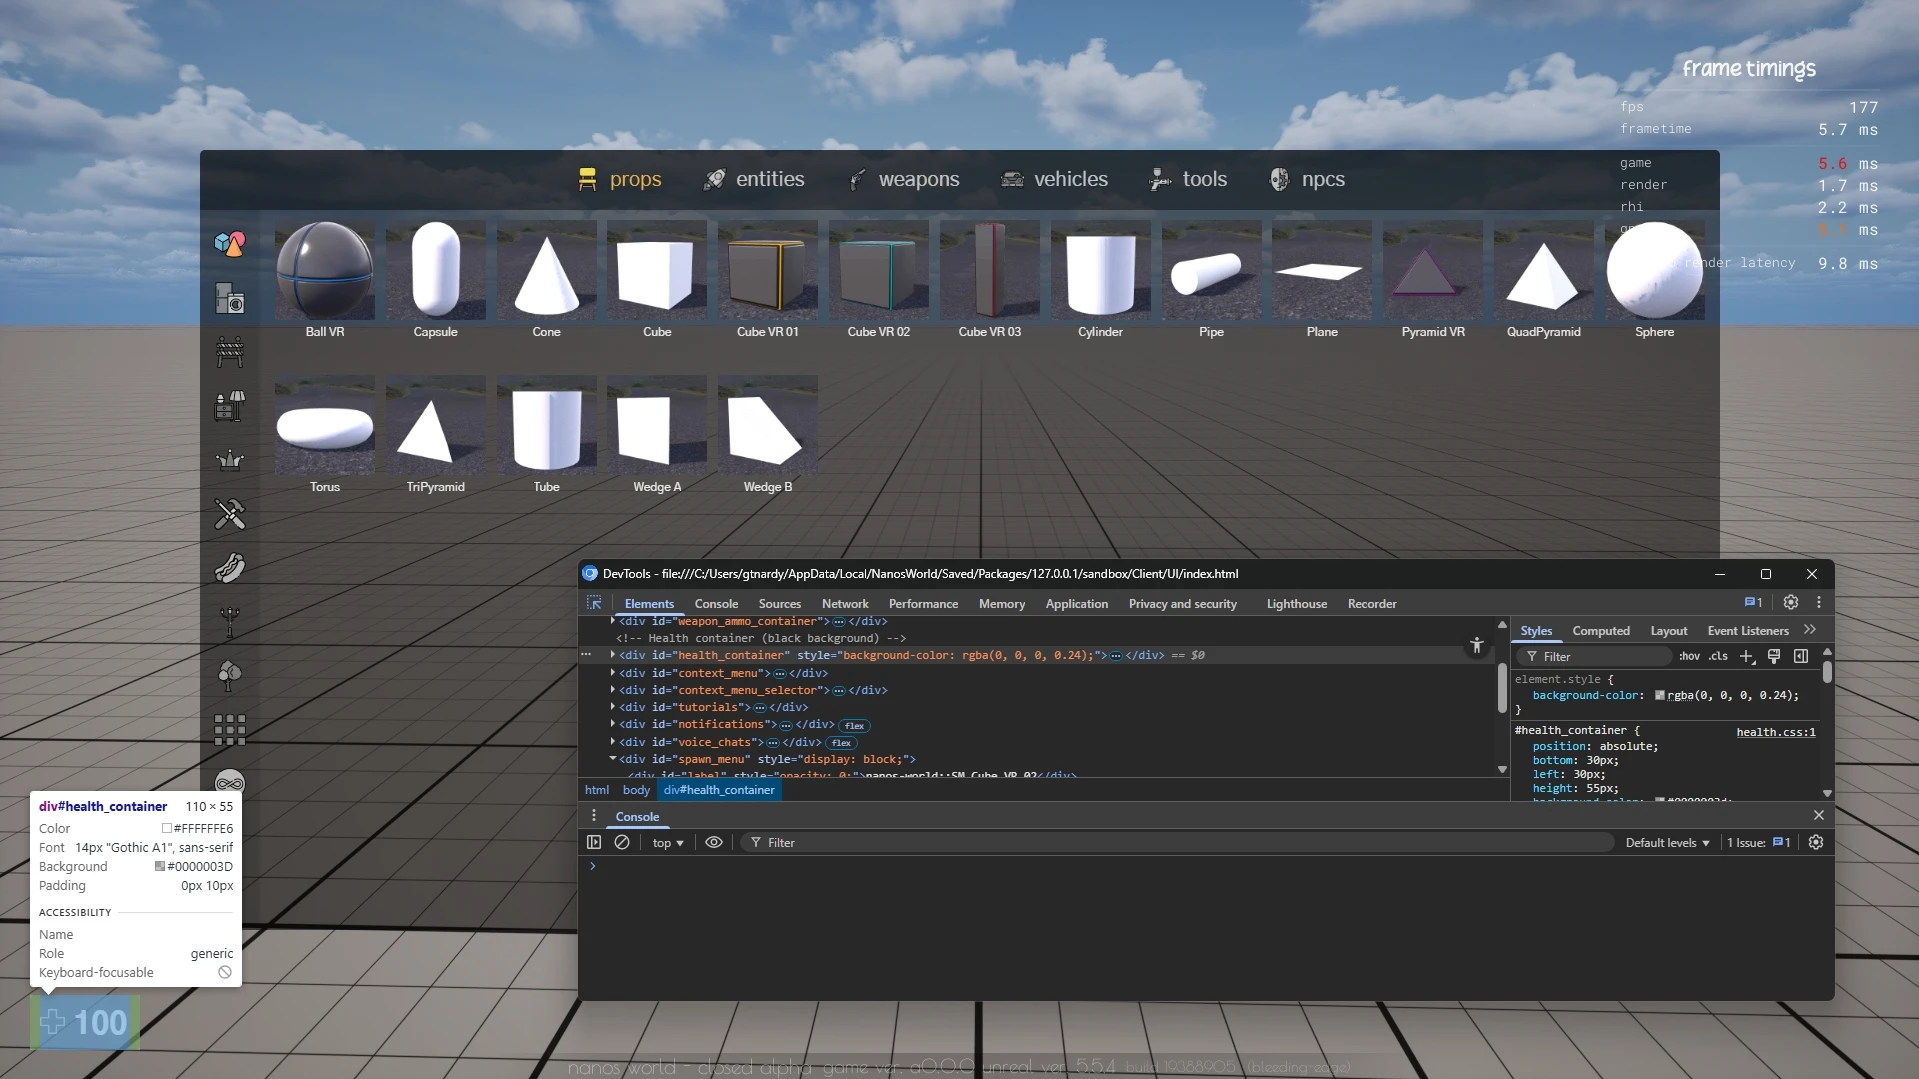 frame timings
fps 177
frametime 5.7 ms
game 5.6 ms
render 1.7 ms
rhi 2.2 ms
ms
render latency 9.8 ms
props entities weapons vehicles tools npcs
Ball VR Capsule Cone Cube Cube VR 01 Cube VR 02 Cube VR 03 Cylinder Pipe Plane Pyramid VR QuadPyramid Sphere
Torus TriPyramid Tube Wedge A Wedge B
DevTools - file:///C:/Users/gtnardy/AppData/Local/NanosWorld/Saved/Packages/127.0.0.1/sandbox/Client/UI/index.html
Elements Console Sources Network Performance Memory Application Privacy and security Lighthouse Recorder 1
<div id="weapon_ammo_container">…</div>
<!-- Health container (black background) -->
<div id="health_container" style="background-color: rgba(0, 0, 0, 0.24);">…</div> == $0
<div id="context_menu">…</div>
<div id="context_menu_selector">…</div>
<div id="tutorials">…</div>
<div id="notifications">…</div> flex
<div id="voice_chats">…</div> flex
<div id="spawn_menu" style="display: block;">
<div id="label" style="opacity: 0;">nanos-world::SM_Cube_VR_02</div>
html body div#health_container
Styles Computed Layout Event Listeners
Filter :hov .cls
element.style {
background-color: rgba(0, 0, 0, 0.24);
}
#health_container { health.css:1
position: absolute;
bottom: 30px;
left: 30px;
height: 55px;
background-color: #0000003d;
Console
top Filter Default levels 1 Issue: 1
div#health_container 110 × 55
Color #FFFFFFE6
Font 14px "Gothic A1", sans-serif
Background #0000003D
Padding 0px 10px
ACCESSIBILITY
Name
Role generic
Keyboard-focusable
100
nanos world - closed alpha game ver. a0.0.0 unreal ver. 5.5.4 build 19388905 (bleeding-edge)